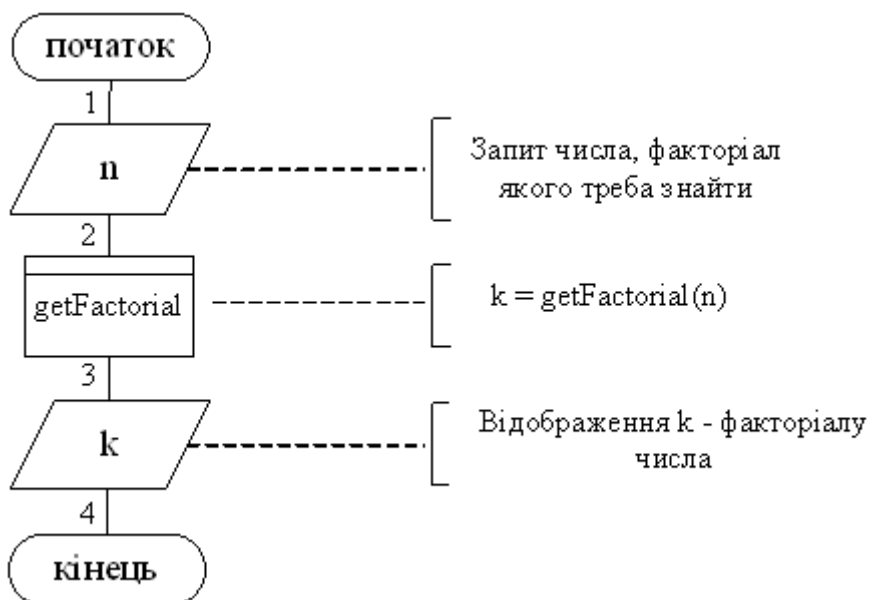 початок
1
n
Запит числа, факторіал
якого треба знайти
2
getFactorial
k = getFactorial(n)
3
k
Відображення k - факторіалу
числа
4
кінець